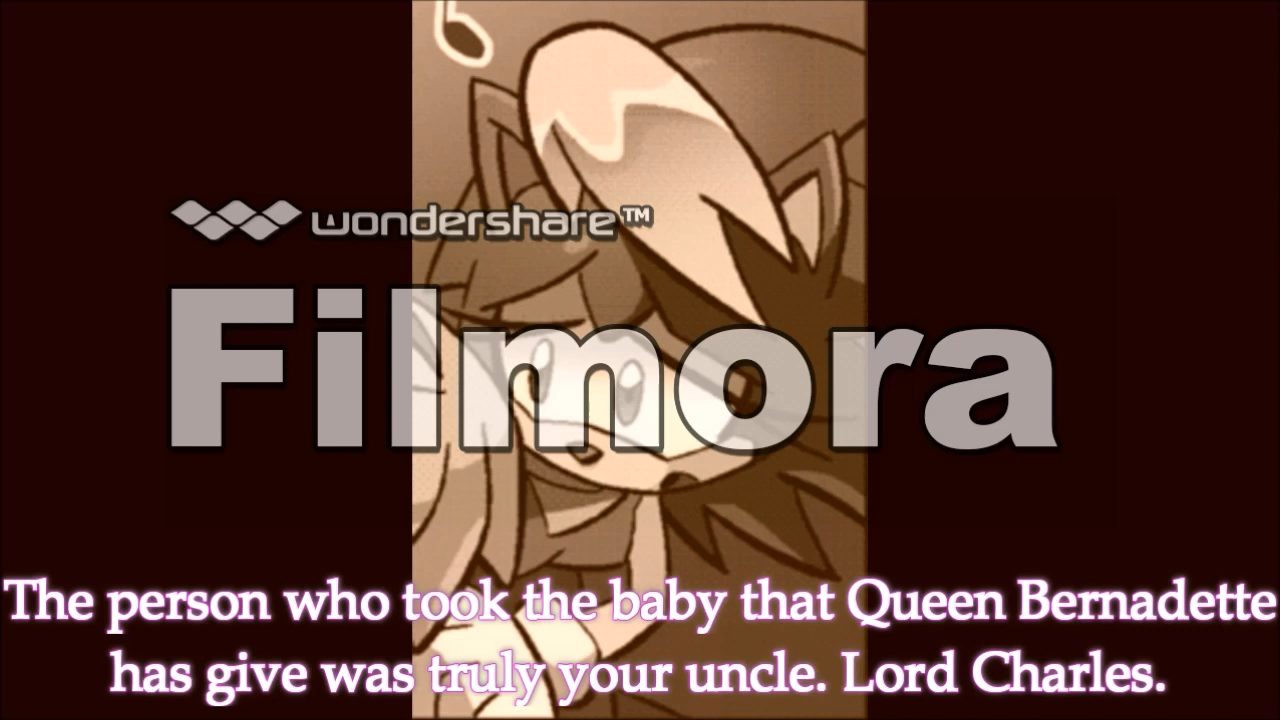 wondershare™
Filmora
The person who took the baby that Queen Bernadette
has give was truly your uncle. Lord Charles.